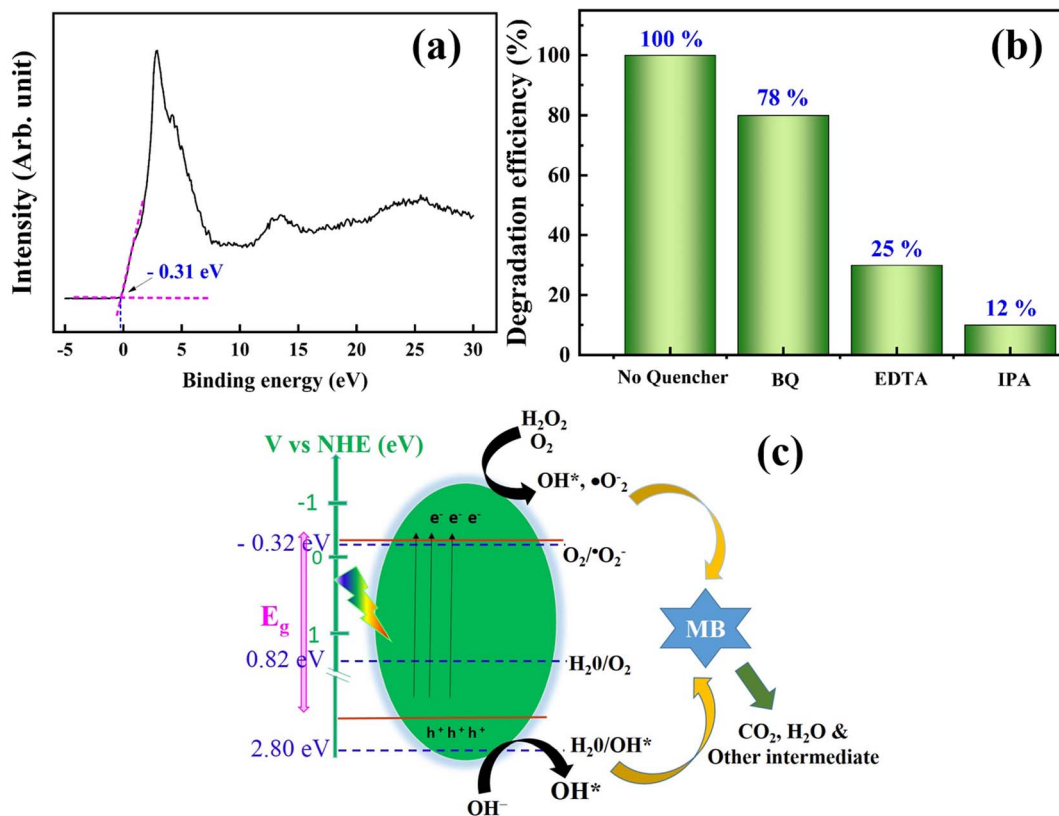 (a)
Intensity (Arb. unit)
- 0.31 eV
-5 0 5 10 15 20 25 30
Binding energy (eV)
(b)
Degradation efficiency (%)
100
80
60
40
20
0
100 %
78 %
25 %
12 %
No Quencher BQ EDTA IPA
(c)
V vs NHE (eV)
H₂O₂
O₂
OH*, •O⁻₂
-1
e⁻ e⁻ e⁻
- 0.32 eV
O₂/•O₂⁻
0
E_g
1
MB
0.82 eV
H₂0/O₂
h⁺ h⁺ h⁺
2.80 eV
H₂0/OH*
CO₂, H₂O &
Other intermediate
OH⁻
OH*